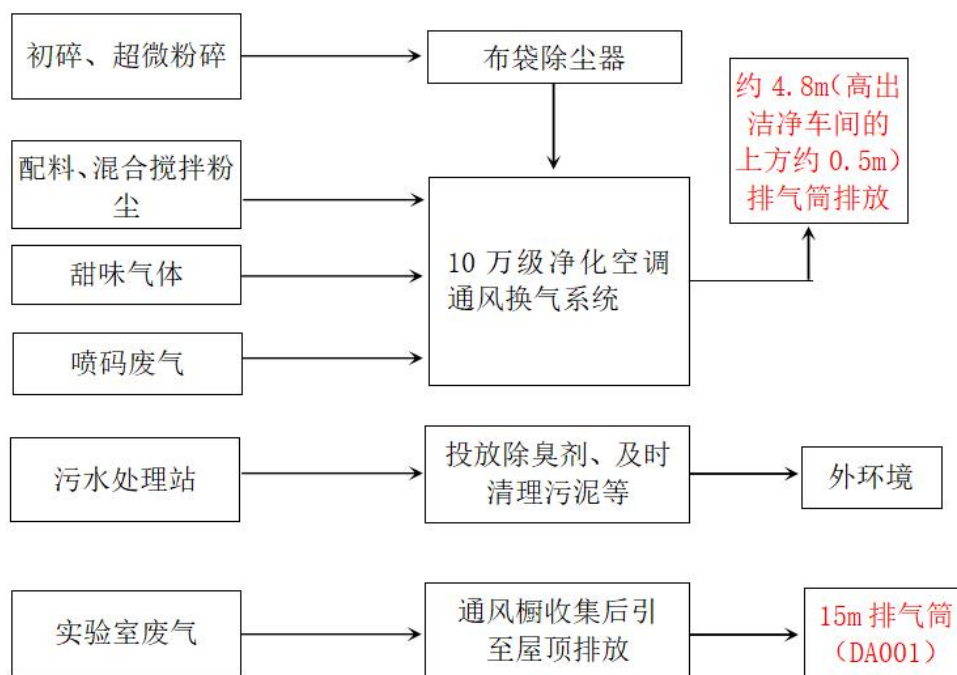 初碎、超微粉碎
布袋除尘器
约 4.8m（高出
洁净车间的
上方约 0.5m）
排气筒排放
配料、混合搅拌粉
尘
甜味气体
喷码废气
10 万级净化空调
通风换气系统
污水处理站
投放除臭剂、及时
清理污泥等
外环境
实验室废气
通风橱收集后引
至屋顶排放
15m 排气筒
（DA001）